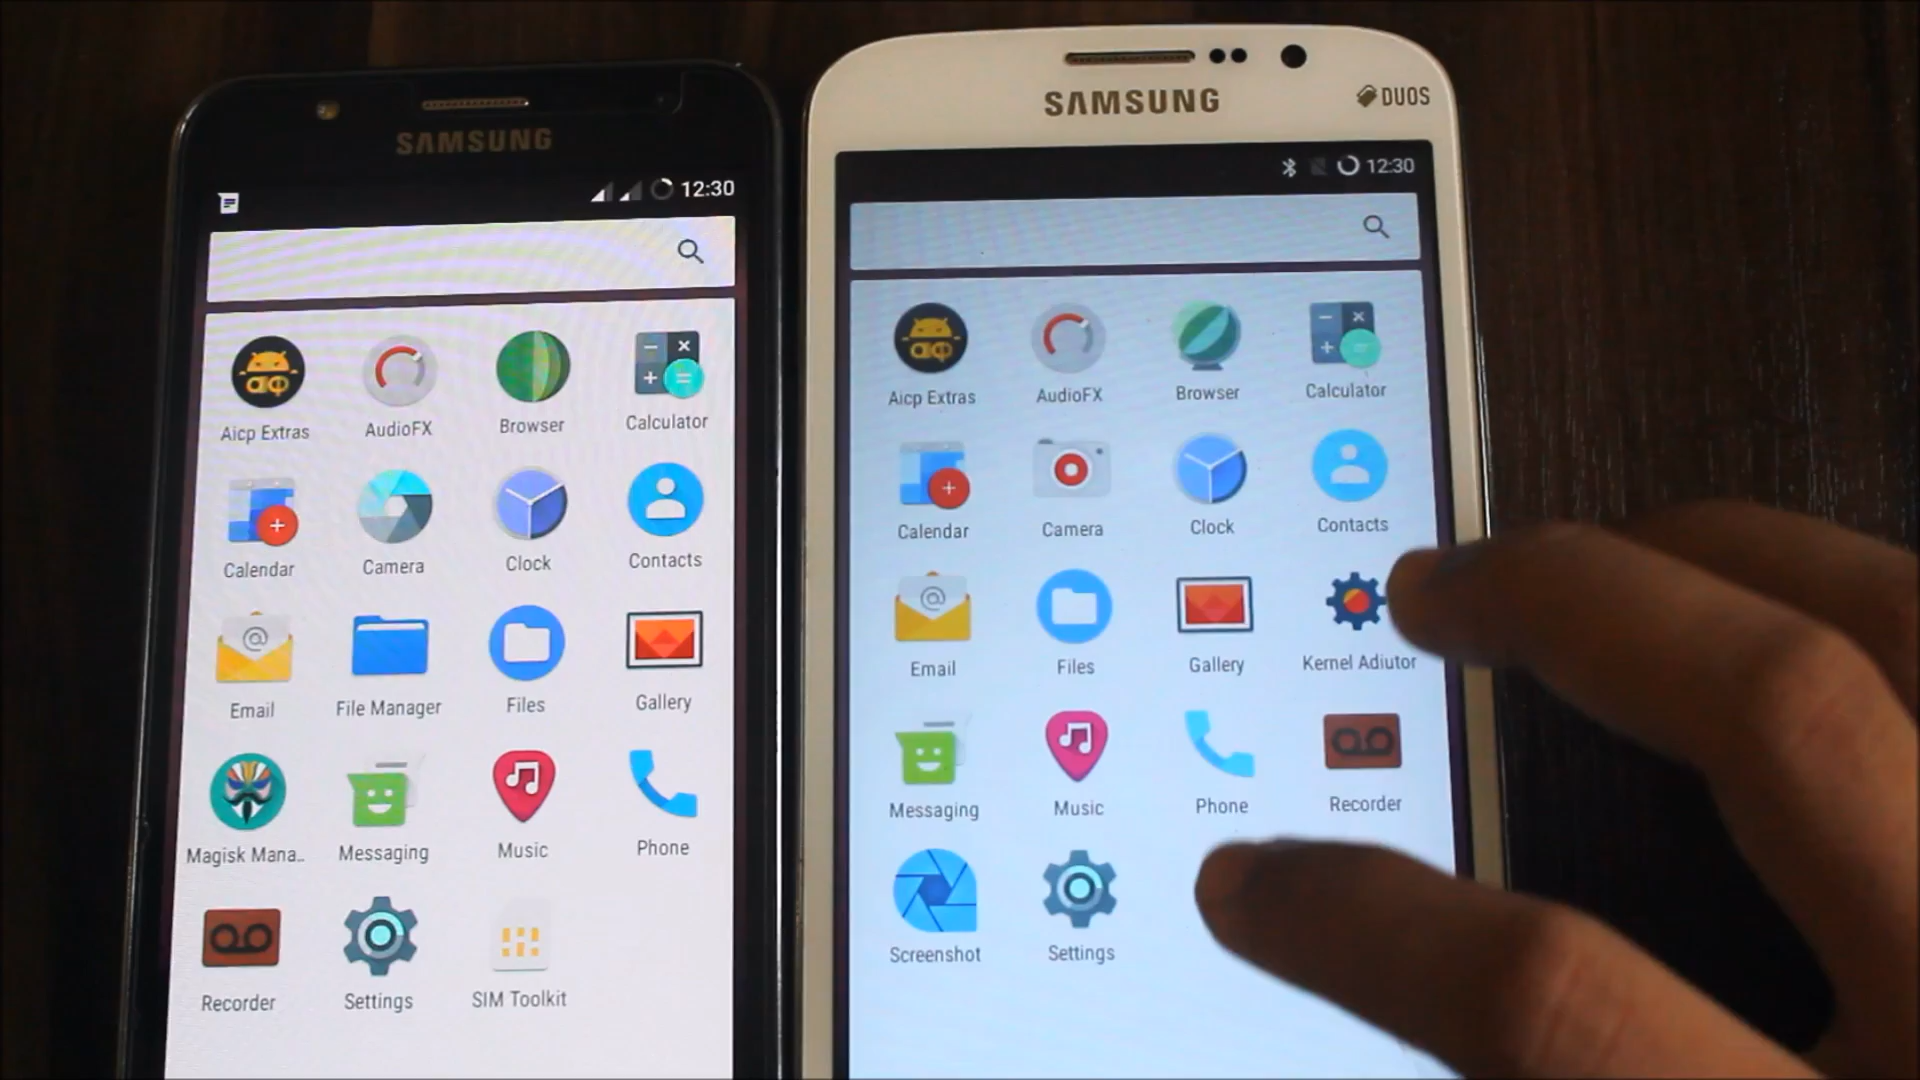 SAMSUNG
12:30
Aicp Extras
AudioFX
Browser
Calculator
Calendar
Camera
Clock
Contacts
Email
File Manager
Files
Gallery
Magisk Mana..
Messaging
Music
Phone
Recorder
Settings
SIM Toolkit
SAMSUNG
DUOS
12:30
Aicp Extras
AudioFX
Browser
Calculator
Calendar
Camera
Clock
Contacts
Email
Files
Gallery
Kernel Adiutor
Messaging
Music
Phone
Recorder
Screenshot
Settings